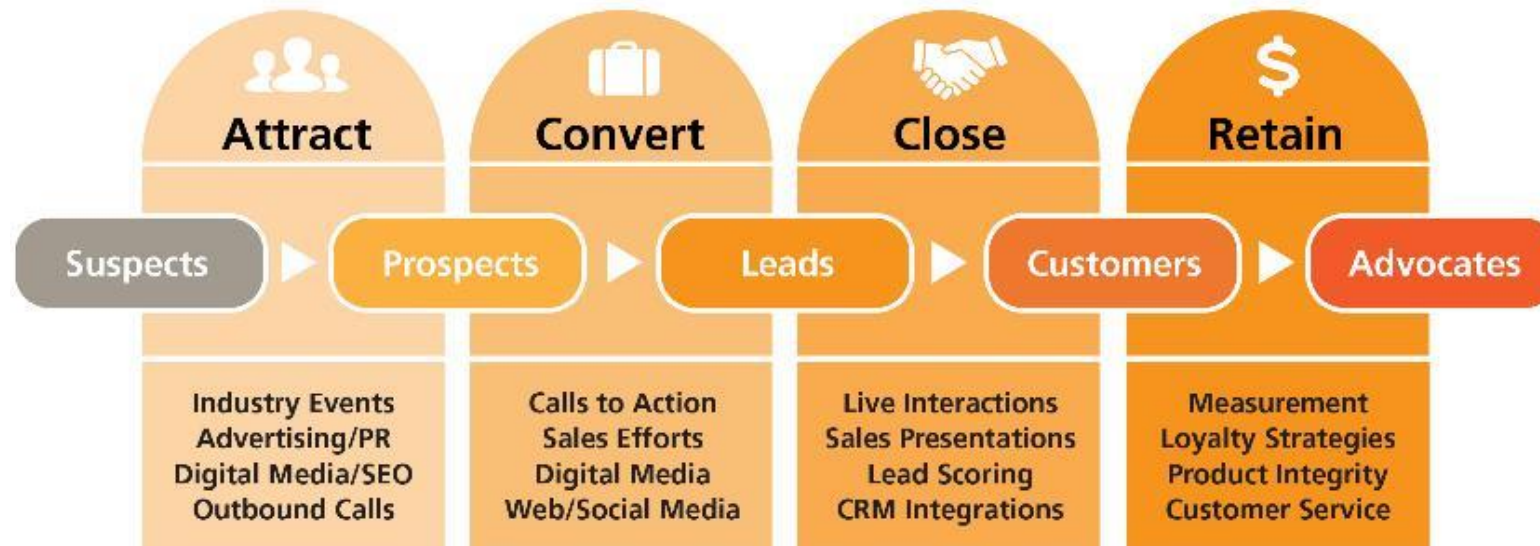 Attract
Convert
Close
$
Retain
Suspects
Prospects
Leads
Customers
Advocates
Industry Events
Advertising/PR
Digital Media/SEO
Outbound Calls
Calls to Action
Sales Efforts
Digital Media
Web/Social Media
Live Interactions
Sales Presentations
Lead Scoring
CRM Integrations
Measurement
Loyalty Strategies
Product Integrity
Customer Service